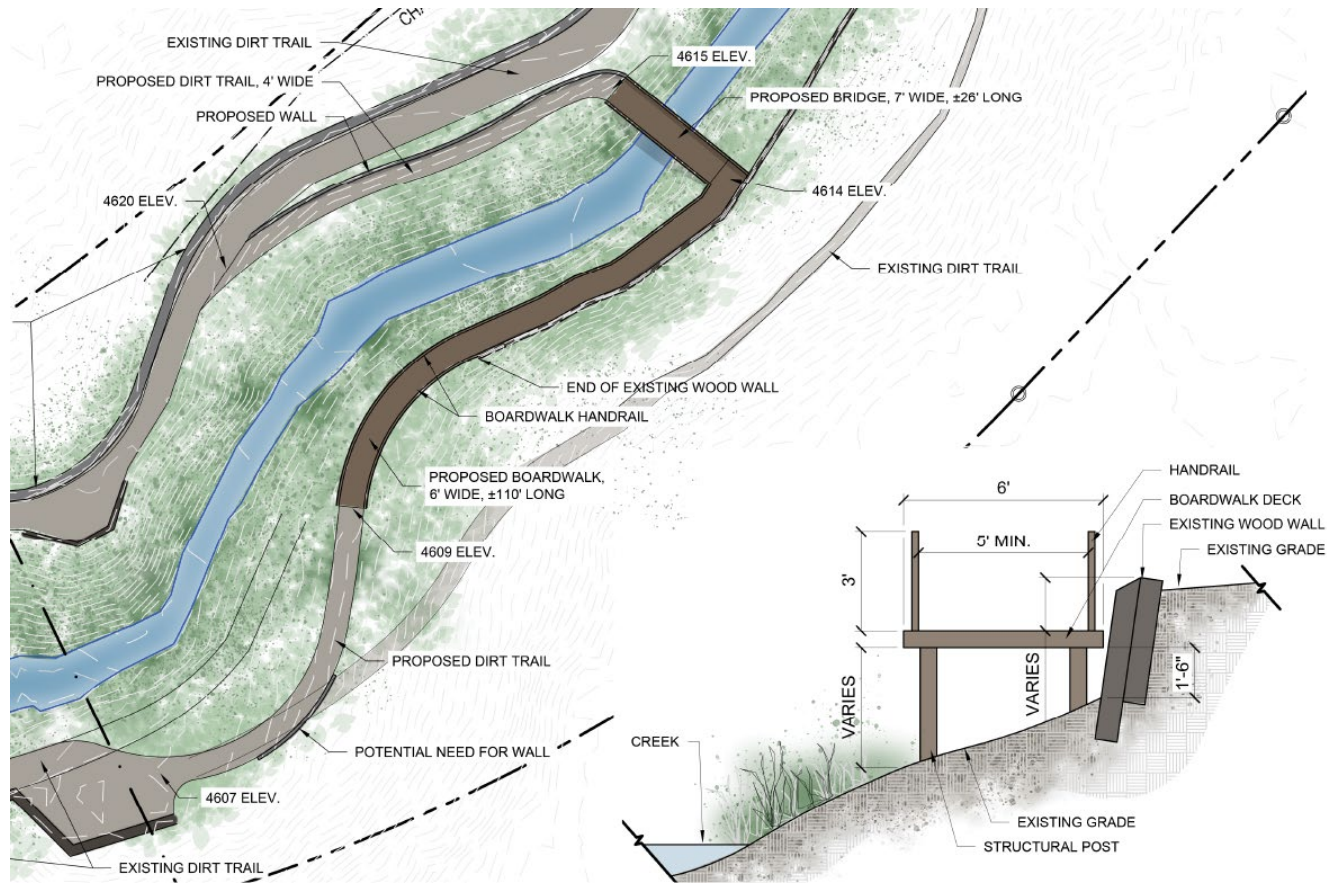 CHA
EXISTING DIRT TRAIL
4615 ELEV.
PROPOSED DIRT TRAIL, 4' WIDE
PROPOSED BRIDGE, 7' WIDE, ±26' LONG
PROPOSED WALL
4620 ELEV.
4614 ELEV.
EXISTING DIRT TRAIL
END OF EXISTING WOOD WALL
BOARDWALK HANDRAIL
PROPOSED BOARDWALK,
6' WIDE, ±110' LONG
4609 ELEV.
PROPOSED DIRT TRAIL
POTENTIAL NEED FOR WALL
4607 ELEV.
EXISTING DIRT TRAIL
HANDRAIL
BOARDWALK DECK
EXISTING WOOD WALL
EXISTING GRADE
6'
5' MIN.
3'
VARIES
VARIES
1'-6"
CREEK
EXISTING GRADE
STRUCTURAL POST